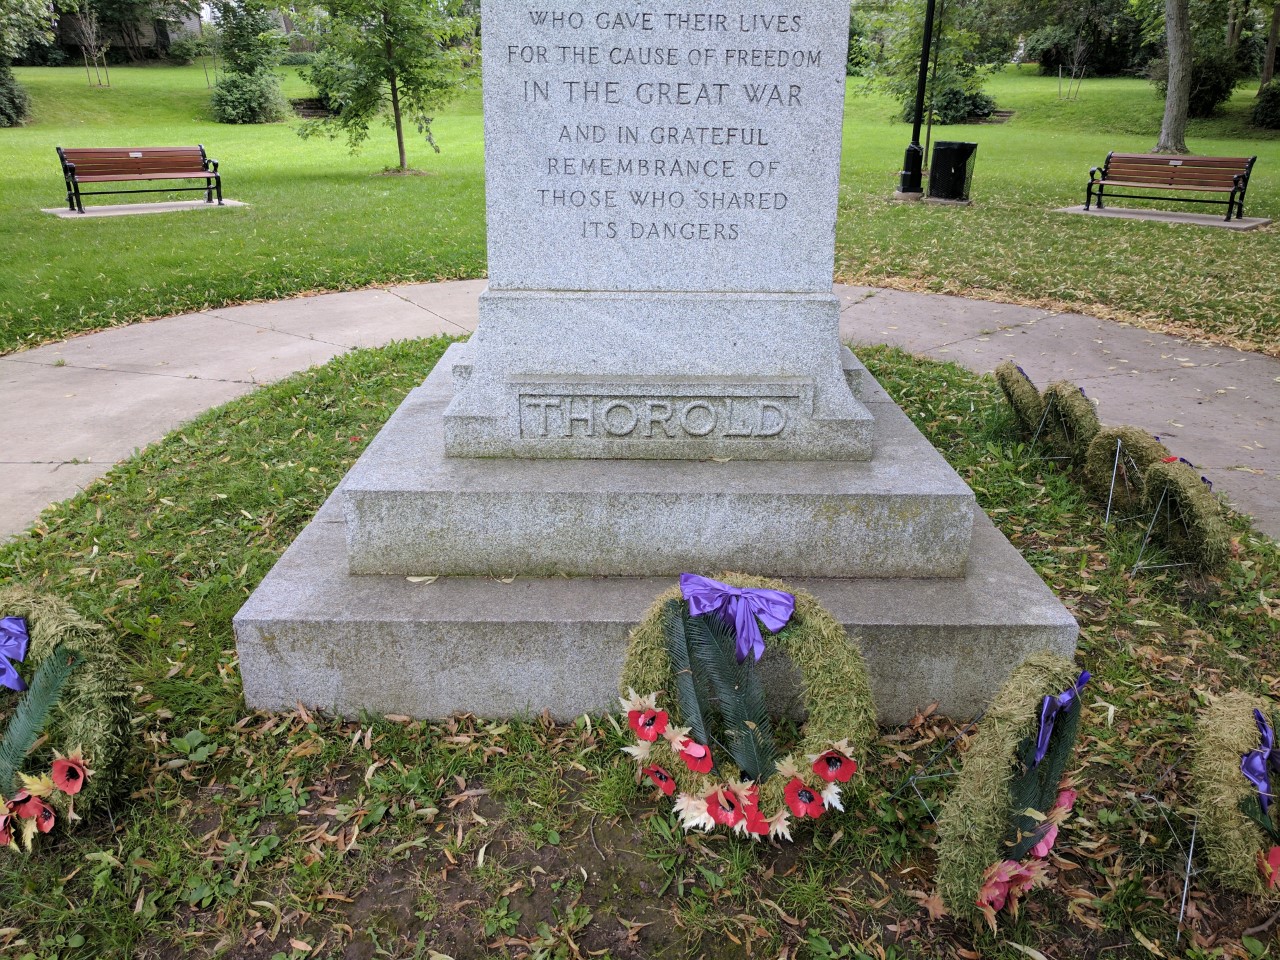 WHO GAVE THEIR LIVES
FOR THE CAUSE OF FREEDOM
IN THE GREAT WAR
AND IN GRATEFUL
REMEMBRANCE OF
THOSE WHO SHARED
ITS DANGERS
THOROLD